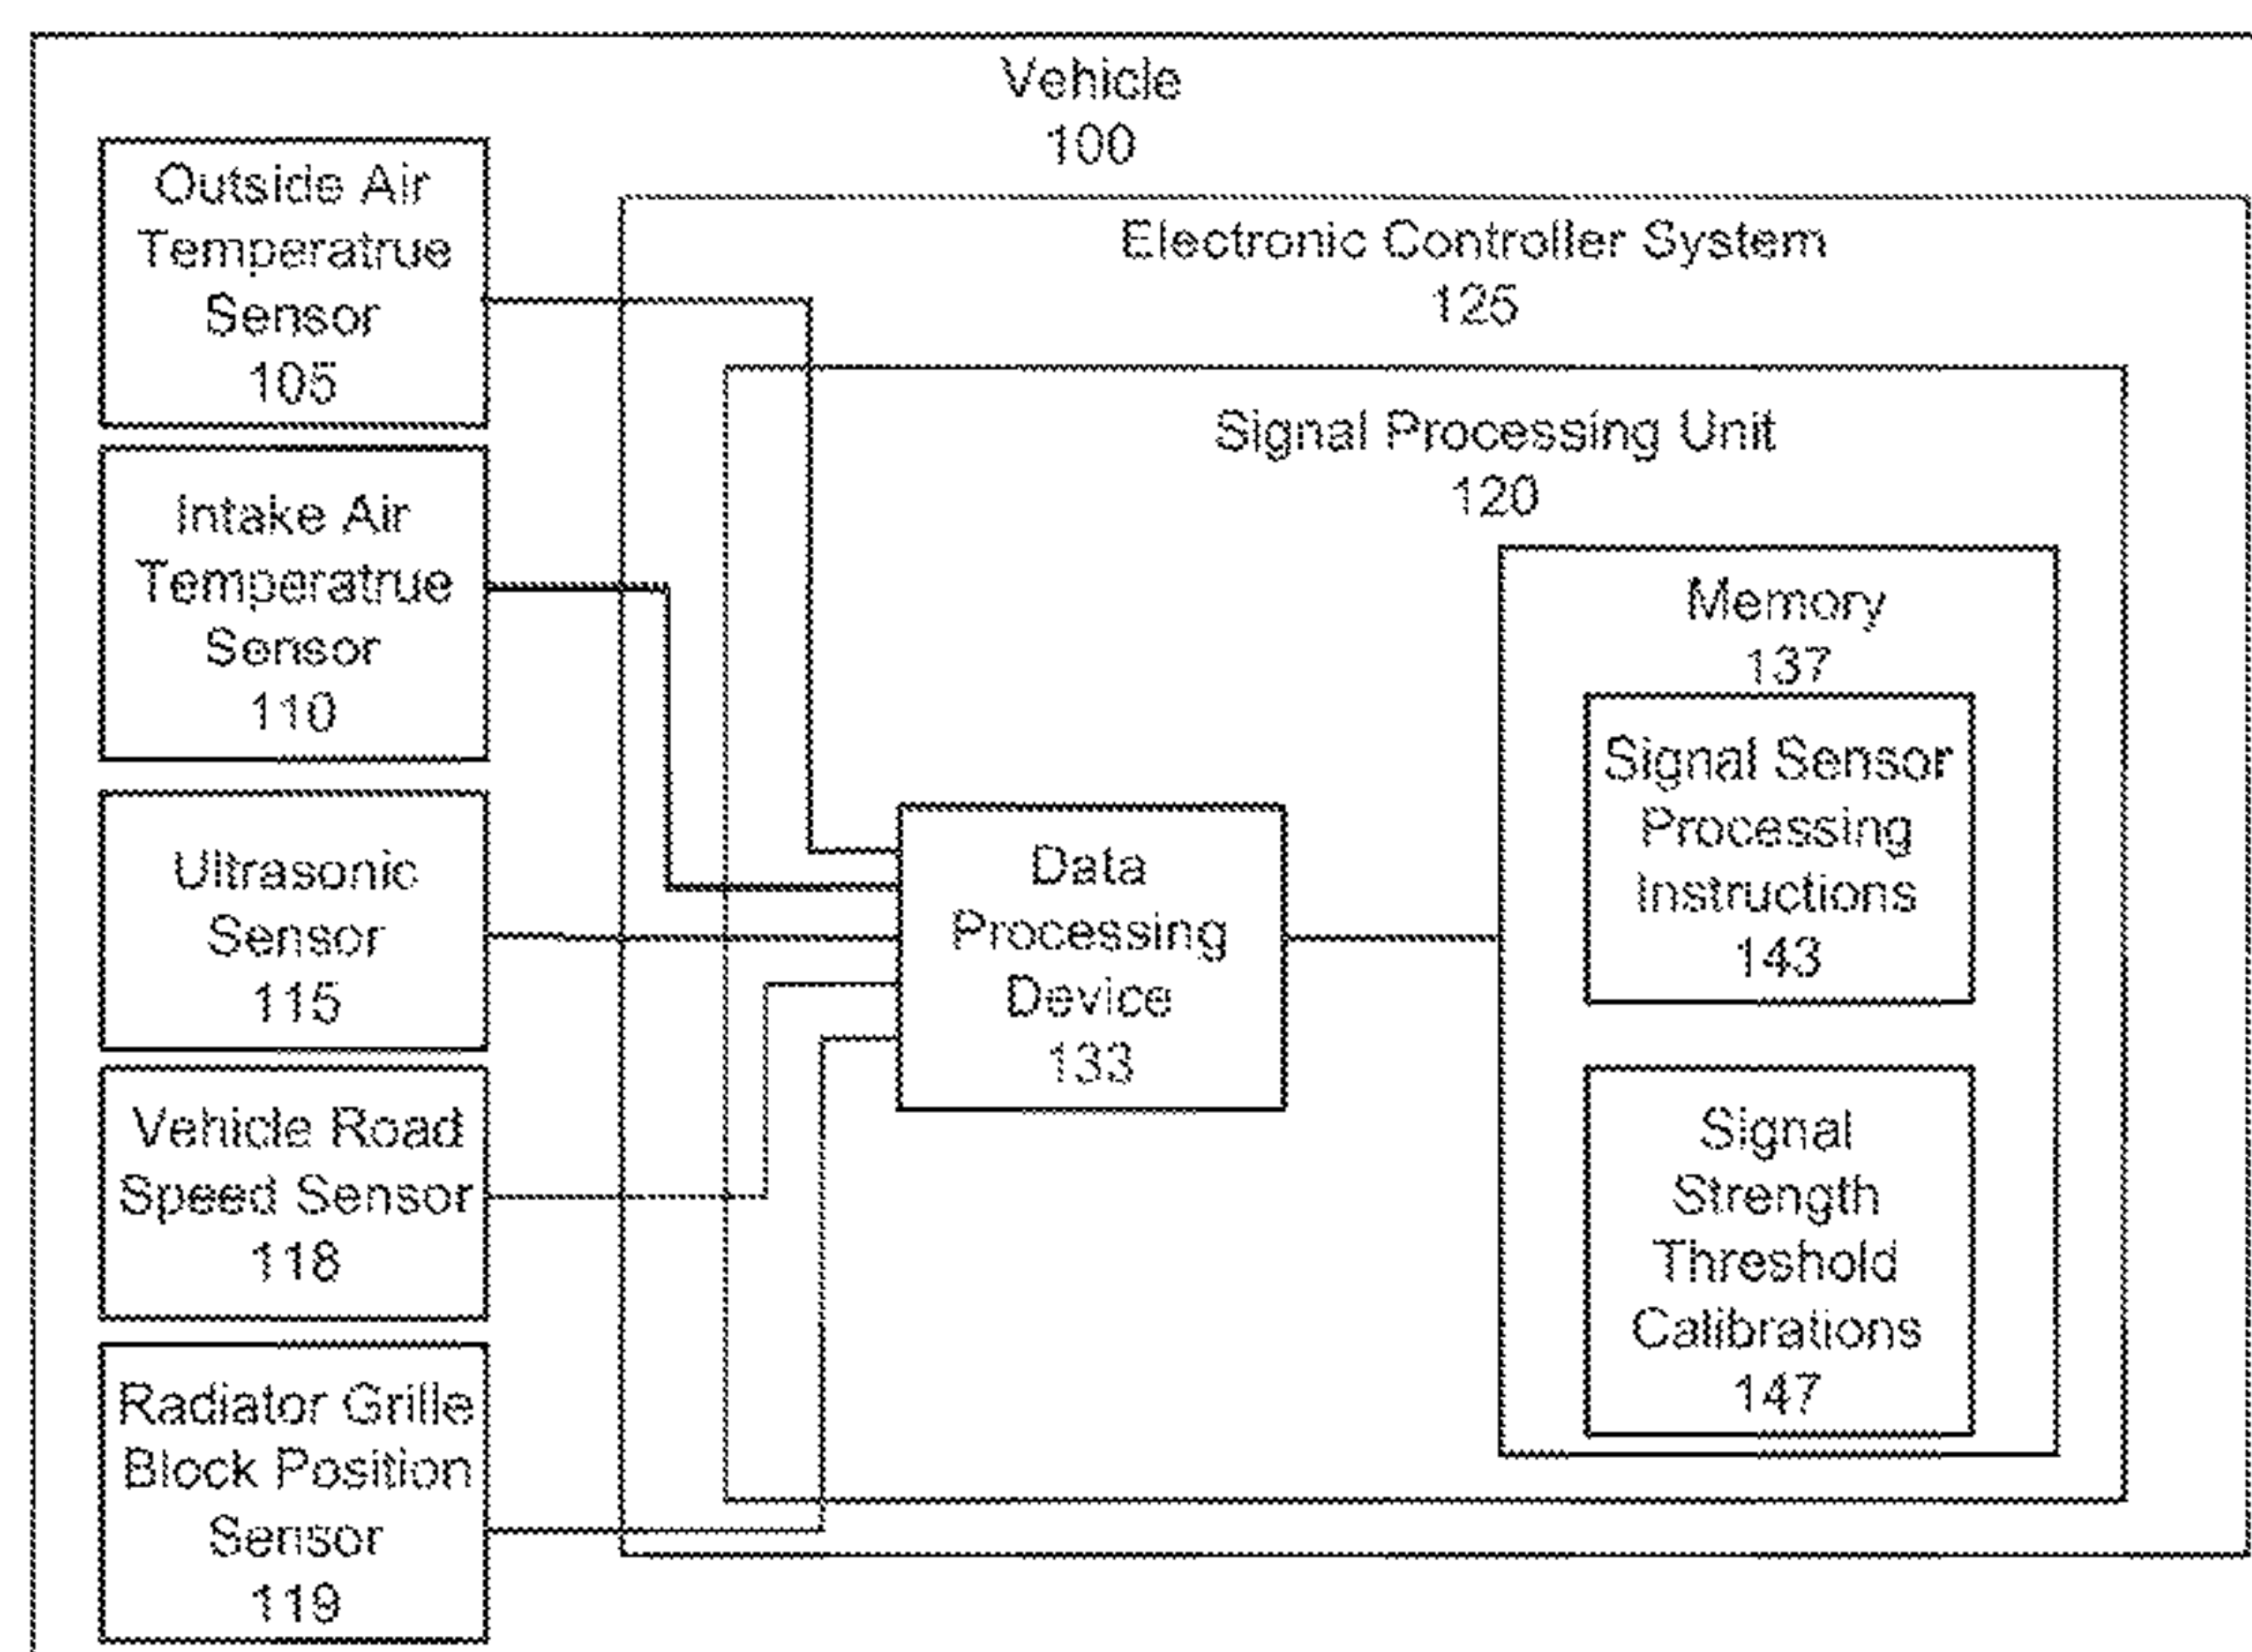 Vehicle
100
Outside Air
Temperatrue
Sensor
105
Intake Air
Temperatrue
Sensor
110
Ultrasonic
Sensor
115
Vehicle Road
Speed Sensor
118
Radiator Grille
Block Position
Sensor
119
Electronic Controller System
125
Signal Processing Unit
120
Data
Processing
Device
133
Memory
137
Signal Sensor
Processing
Instructions
143
Signal
Strength
Threshold
Calibrations
147